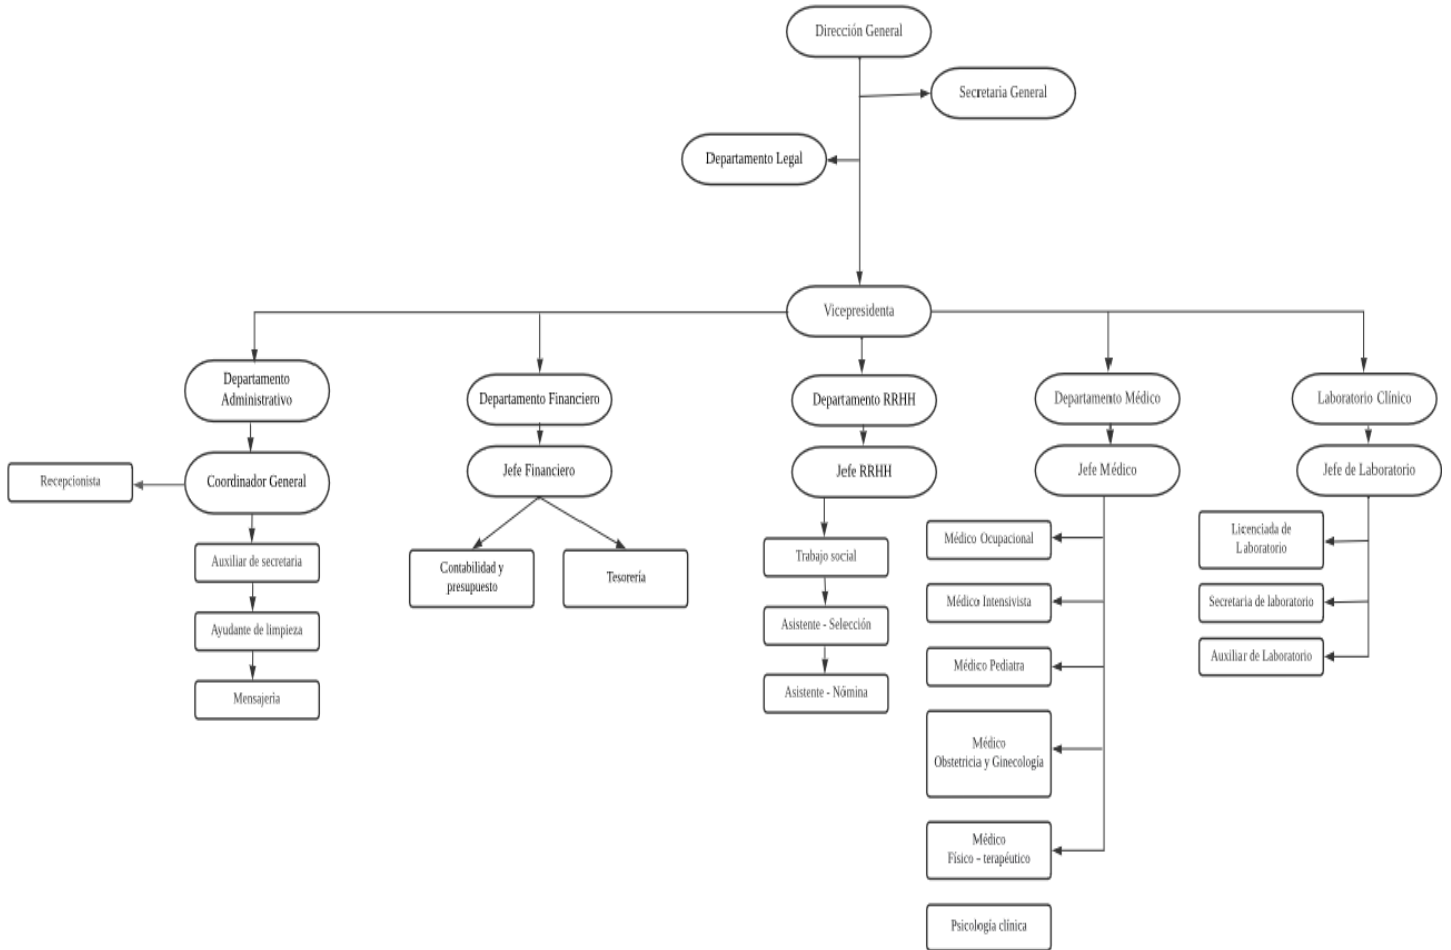 Dirección General
Secretaria General
Departamento Legal
Vicepresidenta
Departamento
Administrativo
Departamento Financiero
Departamento RRHH
Departamento Médico
Laboratorio Clínico
Recepcionista
Coordinador General
Jefe Financiero
Jefe RRHH
Jefe Médico
Jefe de Laboratorio
Auxiliar de secretaria
Ayudante de limpieza
Mensajeria
Contabilidad y
presupuesto
Tesorería
Trabajo social
Asistente - Selección
Asistente - Nómina
Médico Ocupacional
Médico Intensivista
Médico Pediatra
Médico
Obstetricia y Ginecología
Médico
Físico - terapéutico
Psicología clínica
Licenciada de
Laboratorio
Secretaria de laboratorio
Auxiliar de Laboratorio